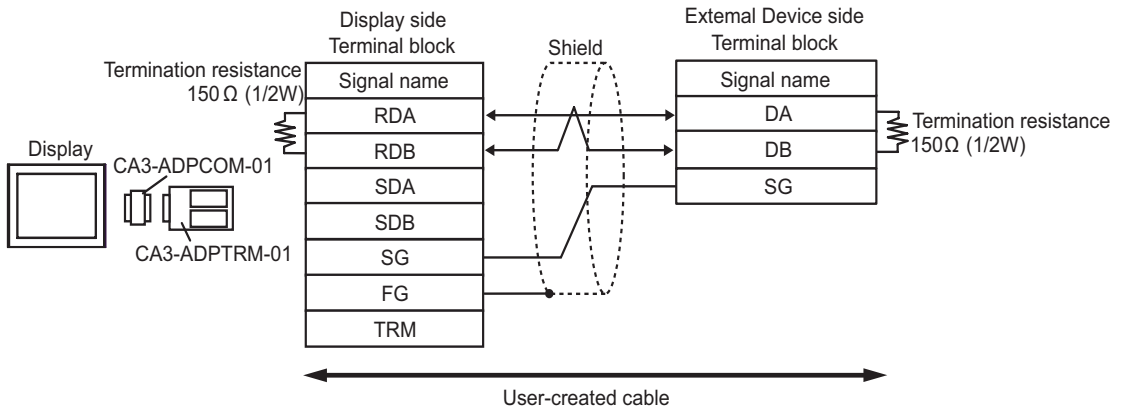 Display side
Terminal block
External Device side
Terminal block
Shield
Termination resistance
150 Ω (1/2W)
Signal name
RDA
RDB
SDA
SDB
SG
FG
TRM
Signal name
DA
DB
SG
Termination resistance
150Ω (1/2W)
Display
CA3-ADPCOM-01
CA3-ADPTRM-01
User-created cable